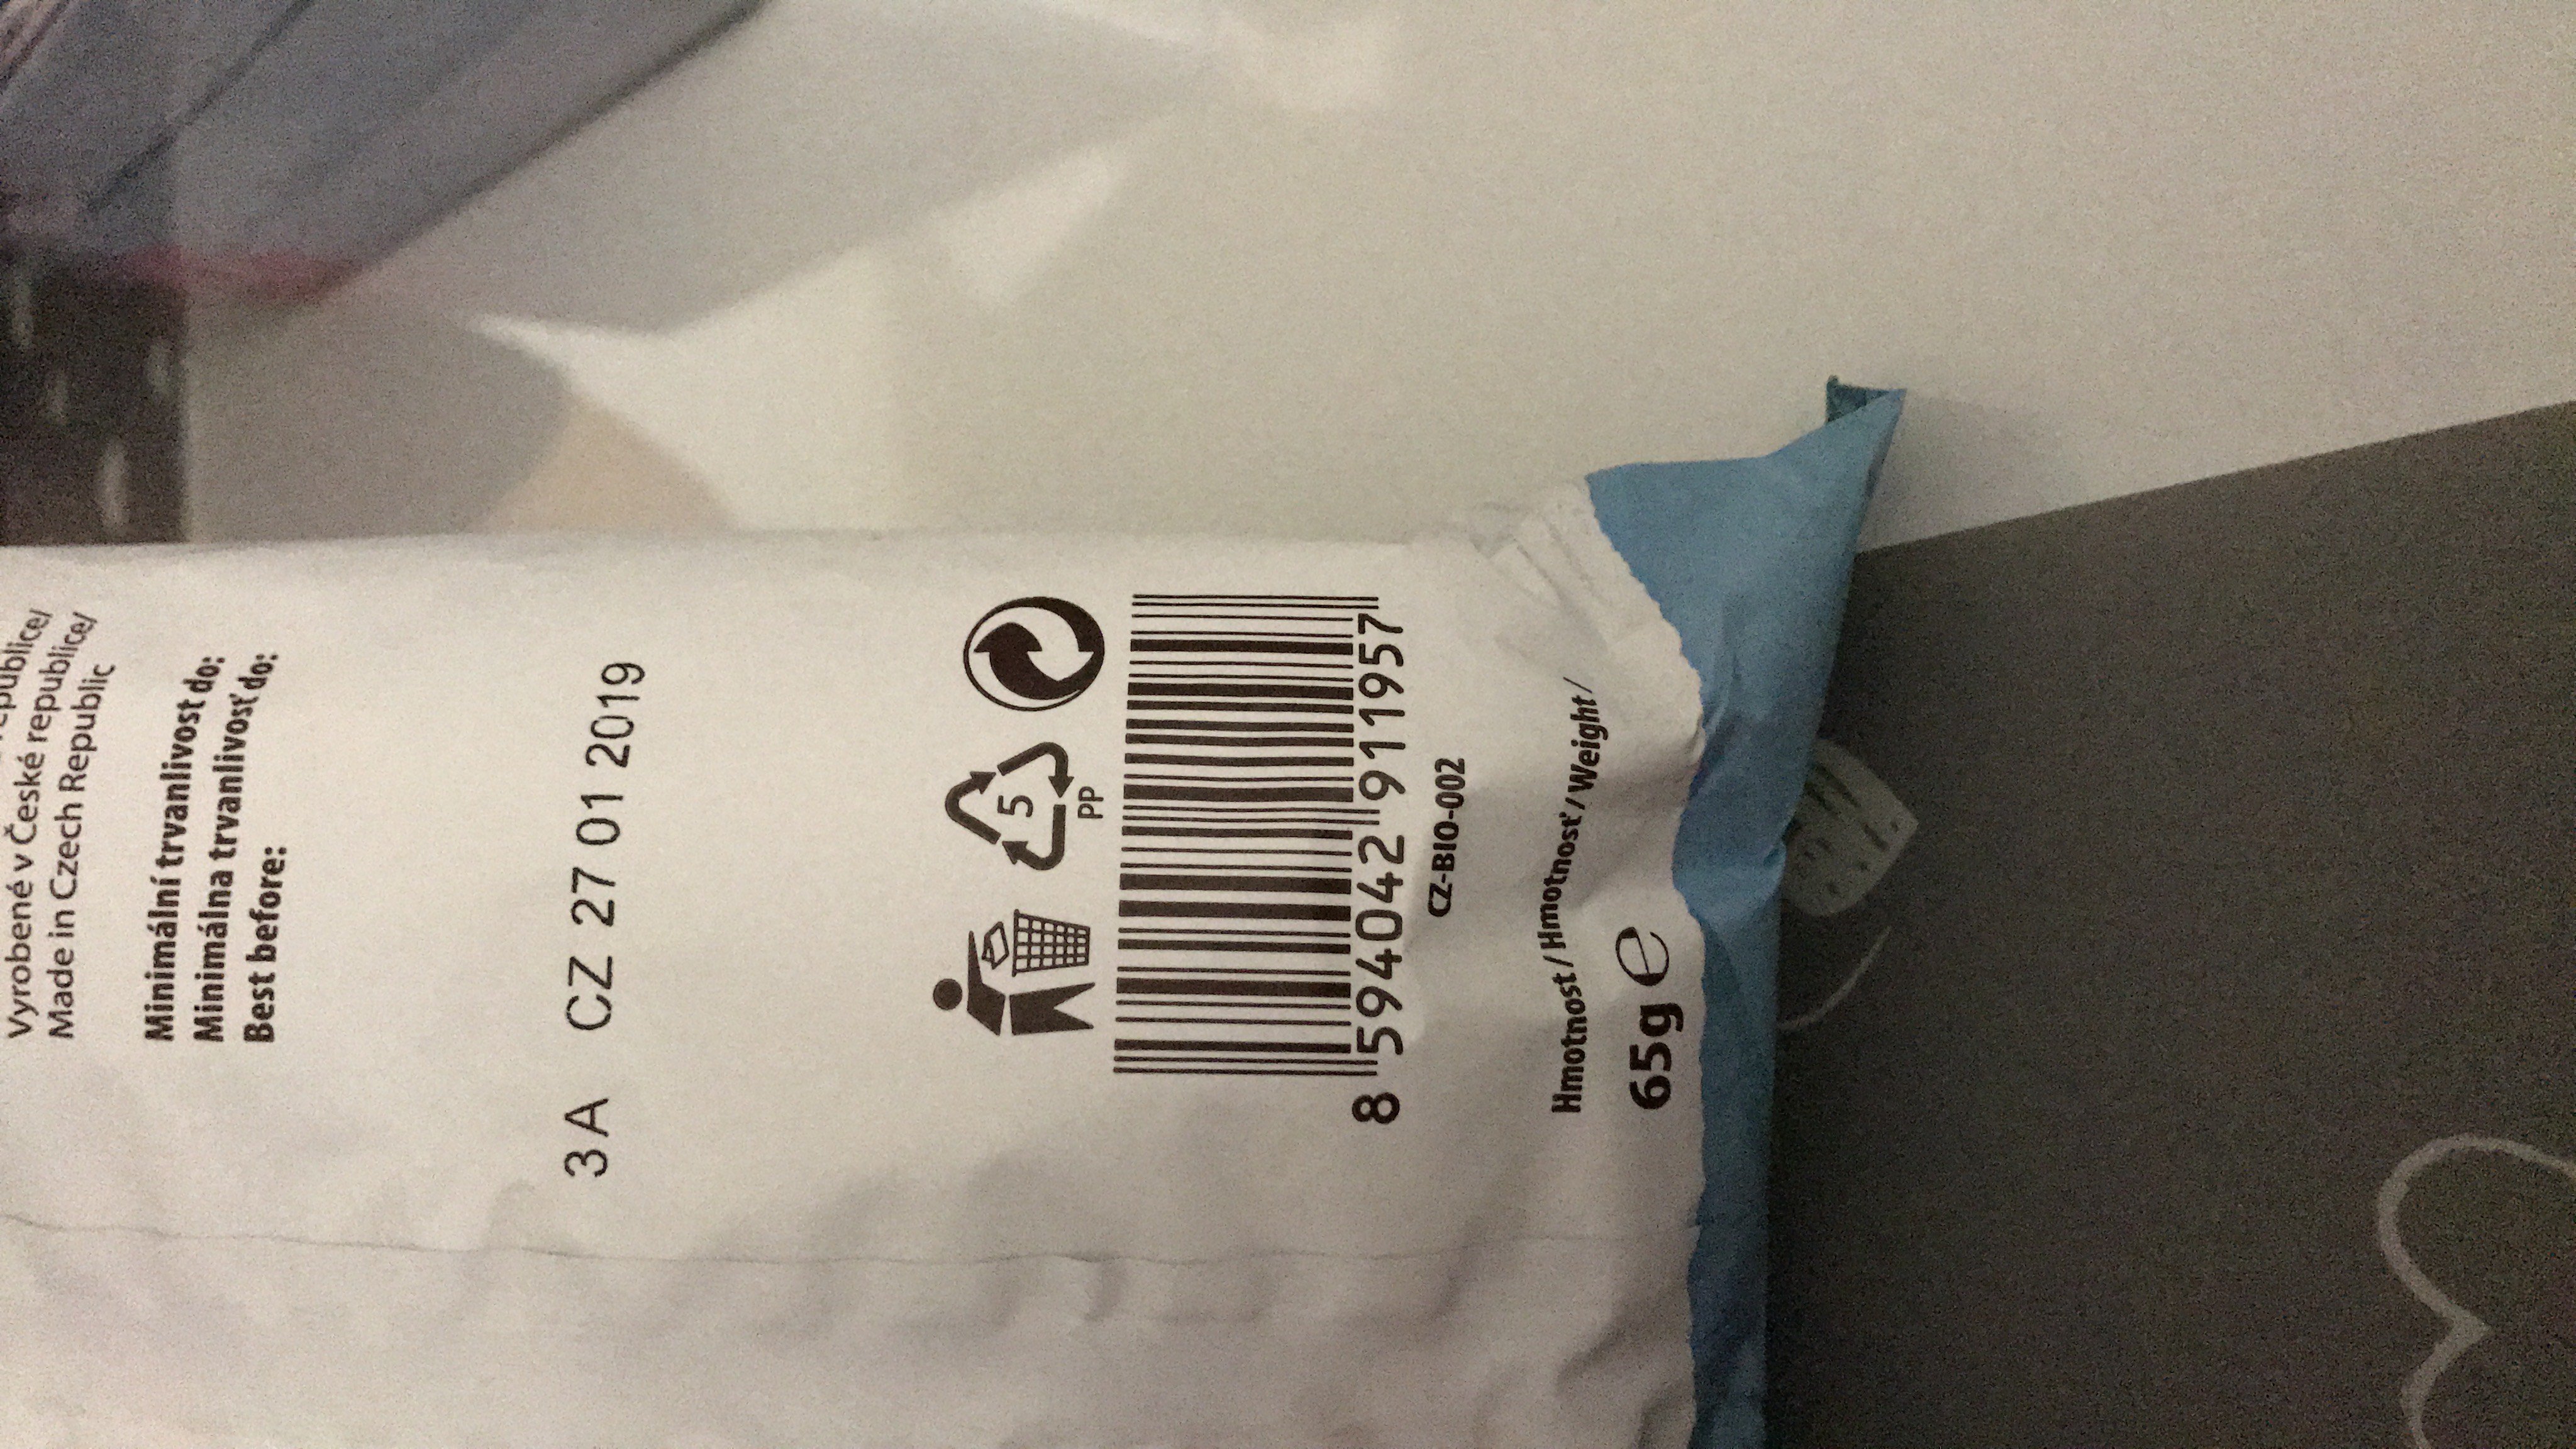 Vyrobené v České republice/
Made in Czech Republic
Minimální trvanlivost do:
Minimálna trvanlivosť do:
Best before:
3A CZ 27 01 2019
5
PP
8 594042 911957
CZ-BIO-002
Hmotnost/Hmotnosť/Weight/
65g e